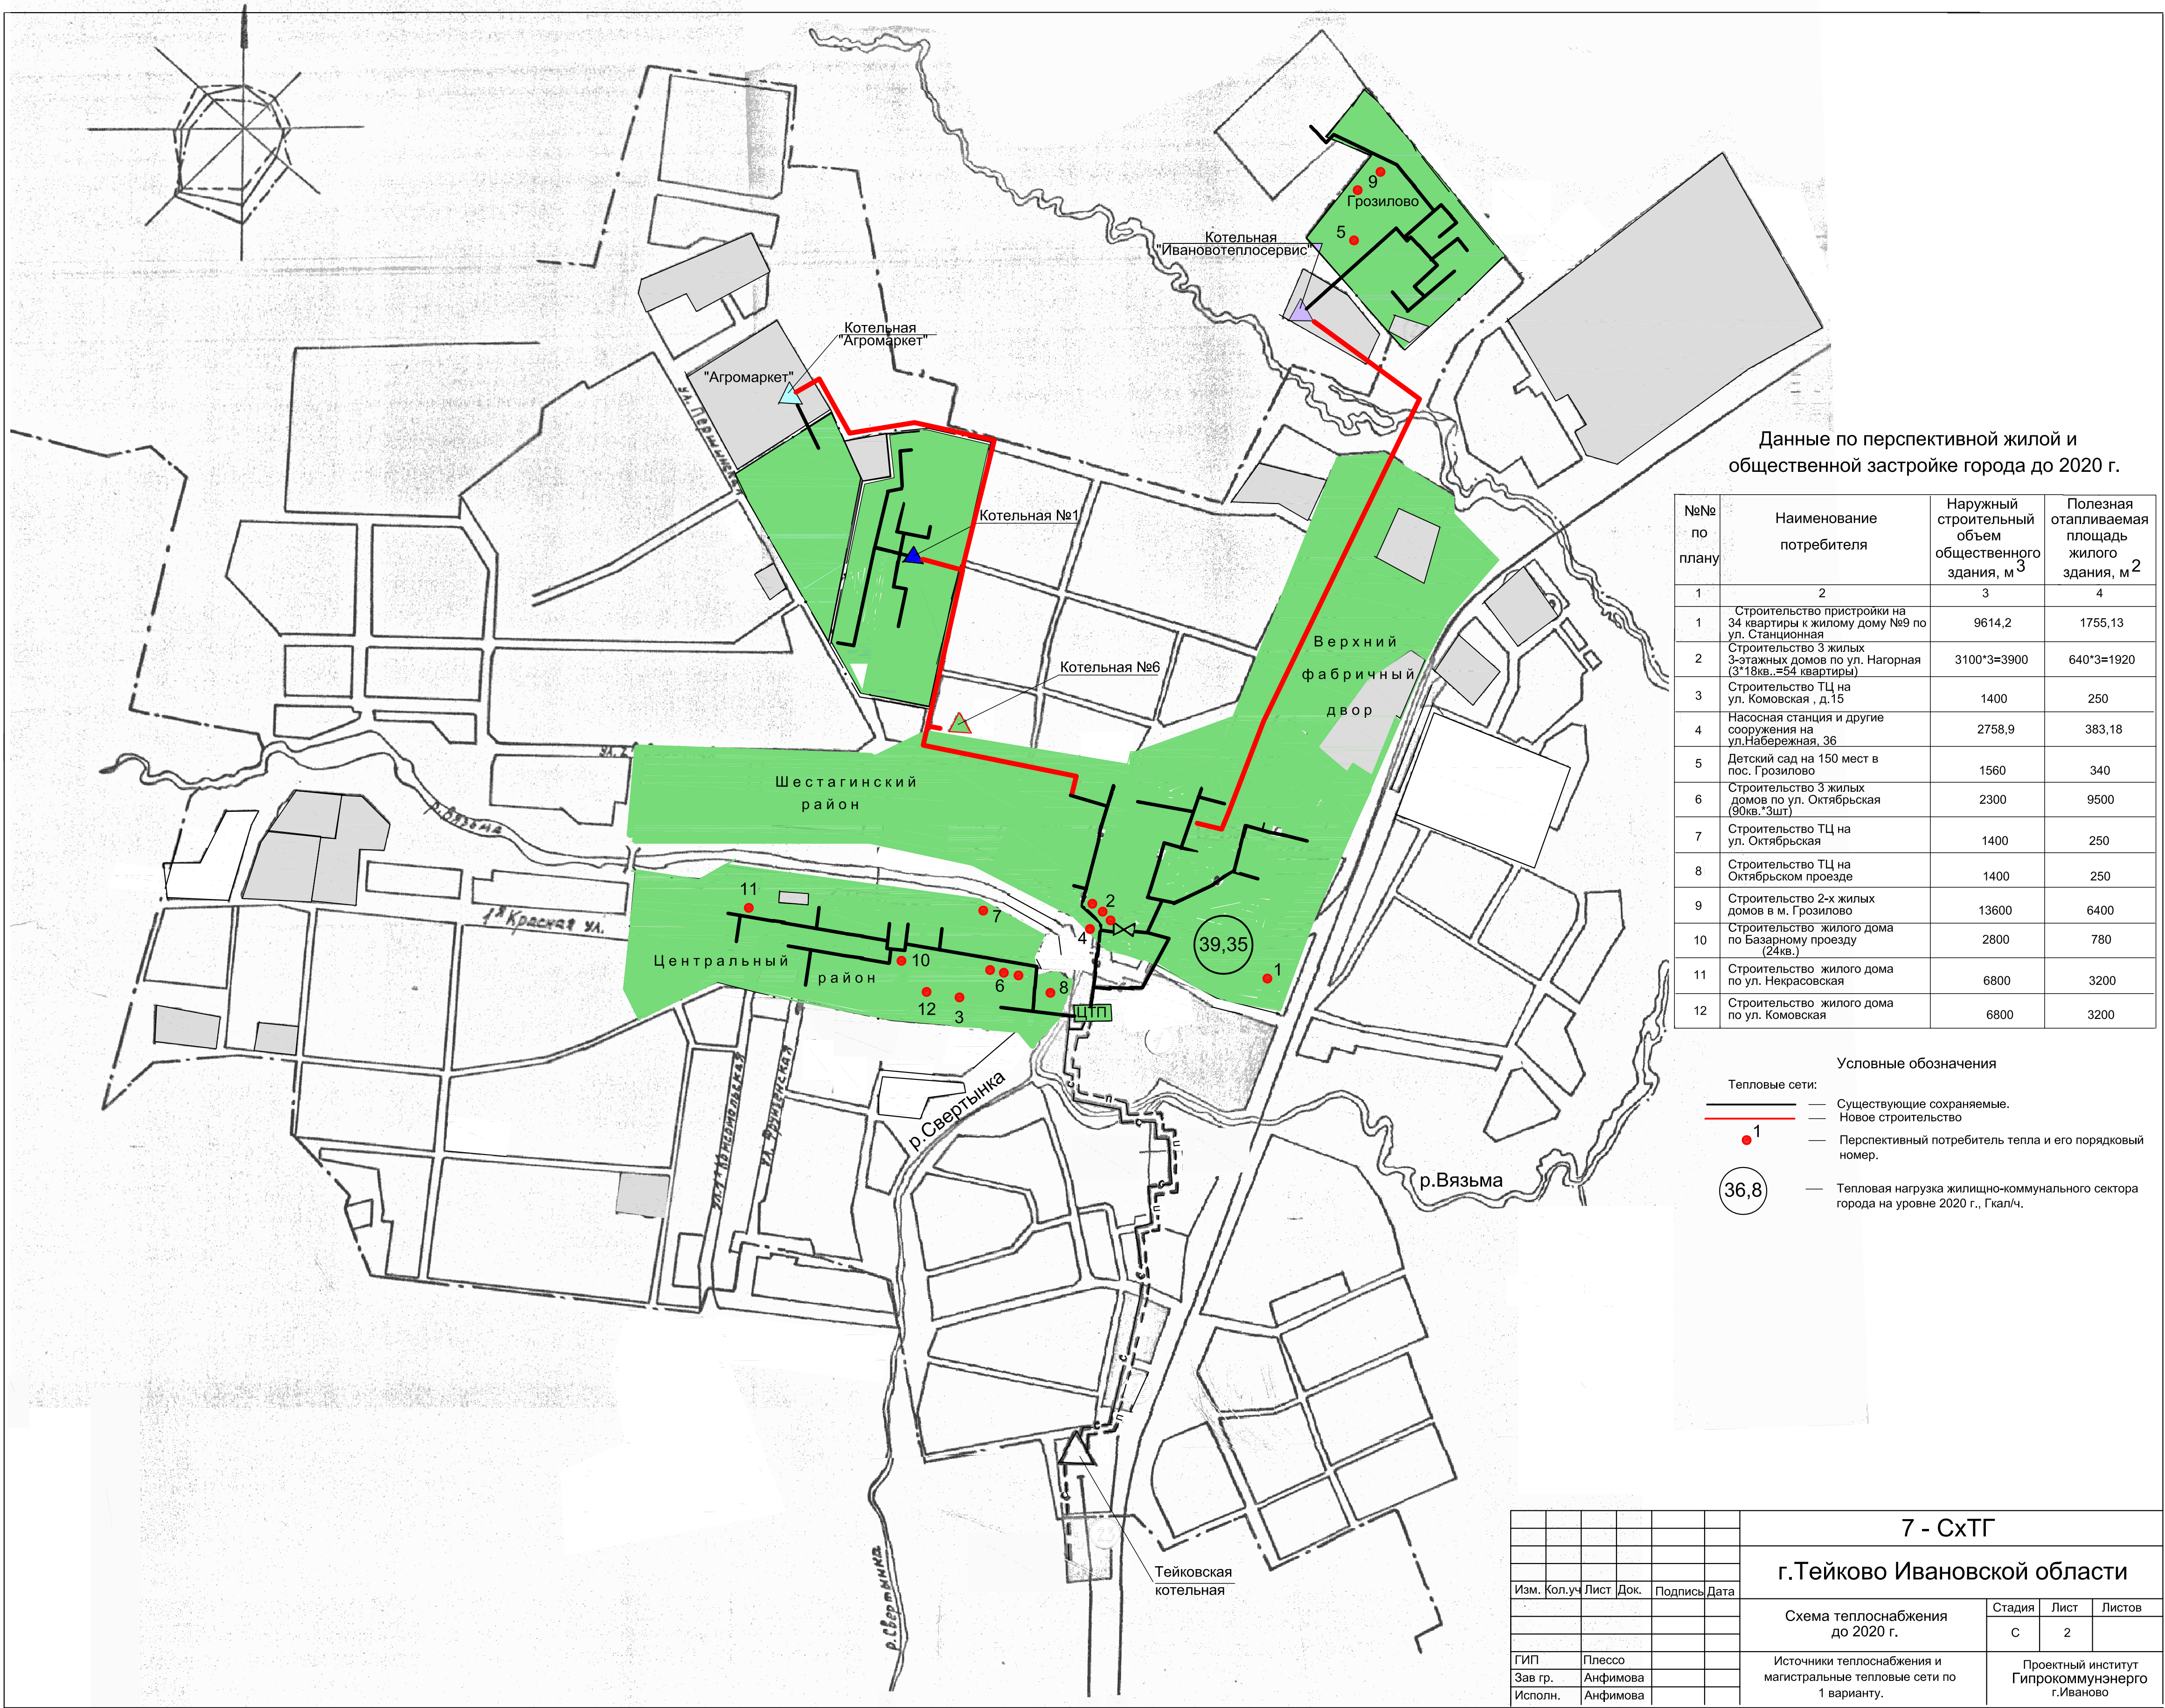 Котельная
"Агромаркет"
"Агромаркет"
ул. Першинская
Котельная
"Ивановотеплосервис"
9
Грозилово
5
Котельная №1
Котельная №6
Верхний
фабричный
двор
Шестагинский
район
р.Вязьма
1я Красная ул.
11
7
2
4
39,35
1
Центральный
район
10
6
8
12
3
ЦТП
ул. 1я Комсомольская
ул. Фрунзенская
р.Свертынка
р.Вязьма
р.Свертынка
Тейковская
котельная
Данные по перспективной жилой и
общественной застройке города до 2020 г.
№№
по
плану
Наименование
потребителя
Наружный
строительный
объем
общественного
здания, м3
Полезная
отапливаемая
площадь
жилого
здания, м2
1 2 3 4
1 Строительство пристройки на
34 квартиры к жилому дому №9 по
ул. Станционная
9614,2 1755,13
2 Строительство 3 жилых
3-этажных домов по ул. Нагорная
(3*18кв..=54 квартиры)
3100*3=3900 640*3=1920
3 Строительство ТЦ на
ул. Комовская , д.15
1400 250
4 Насосная станция и другие
сооружения на
ул.Набережная, 36
2758,9 383,18
5 Детский сад на 150 мест в
пос. Грозилово
1560 340
6 Строительство 3 жилых
домов по ул. Октябрьская
(90кв.*3шт)
2300 9500
7 Строительство ТЦ на
ул. Октябрьская
1400 250
8 Строительство ТЦ на
Октябрьском проезде
1400 250
9 Строительство 2-х жилых
домов в м. Грозилово
13600 6400
10 Строительство жилого дома
по Базарному проезду
(24кв.)
2800 780
11 Строительство жилого дома
по ул. Некрасовская
6800 3200
12 Строительство жилого дома
по ул. Комовская
6800 3200
Условные обозначения
Тепловые сети:
— Существующие сохраняемые.
— Новое строительство
1 — Перспективный потребитель тепла и его порядковый
номер.
36,8 — Тепловая нагрузка жилищно-коммунального сектора
города на уровне 2020 г., Гкал/ч.
7 - СхТГ
г.Тейково Ивановской области
Изм. Кол.уч Лист Док. Подпись Дата
Схема теплоснабжения
до 2020 г.
Стадия Лист Листов
С 2
ГИП Плессо
Зав гр. Анфимова
Исполн. Анфимова
Источники теплоснабжения и
магистральные тепловые сети по
1 варианту.
Проектный институт
Гипрокоммунэнерго
г.Иваново